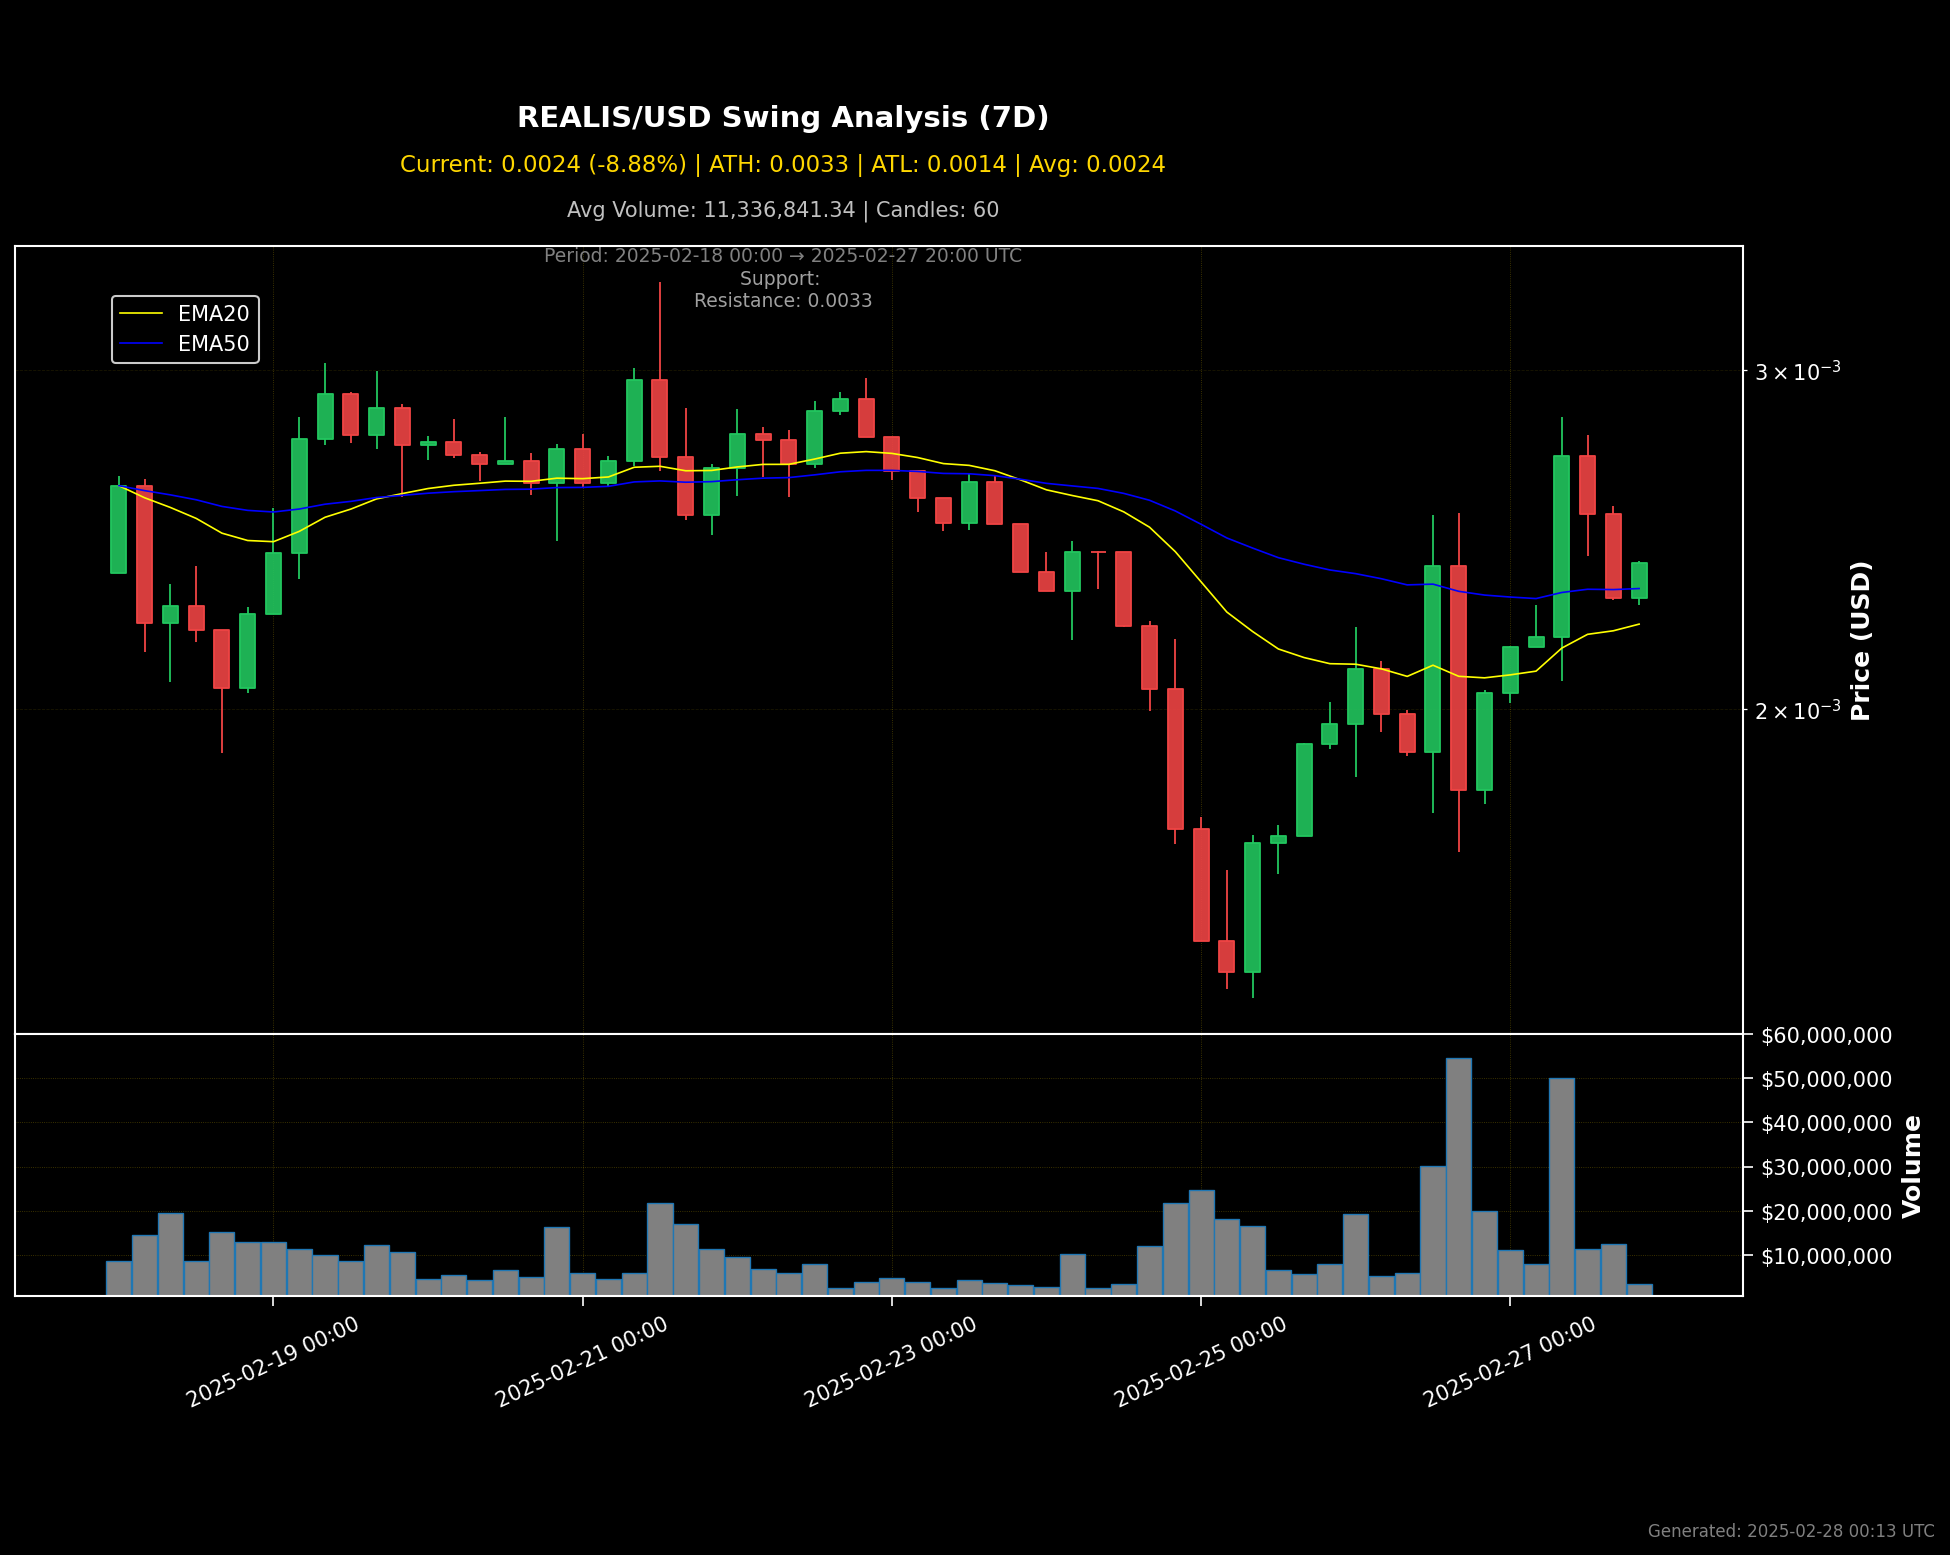 REALIS/USD Swing Analysis (7D)
Current: 0.0024 (-8.88%) | ATH: 0.0033 | ATL: 0.0014 | Avg: 0.0024
Avg Volume: 11,336,841.34 | Candles: 60
Period: 2025-02-18 00:00 → 2025-02-27 20:00 UTC
Support:
Resistance: 0.0033
EMA20
EMA50
3 × 10⁻³
2 × 10⁻³
Price (USD)
$60,000,000
$50,000,000
$40,000,000
$30,000,000
$20,000,000
$10,000,000
Volume
2025-02-19 00:00
2025-02-21 00:00
2025-02-23 00:00
2025-02-25 00:00
2025-02-27 00:00
Generated: 2025-02-28 00:13 UTC